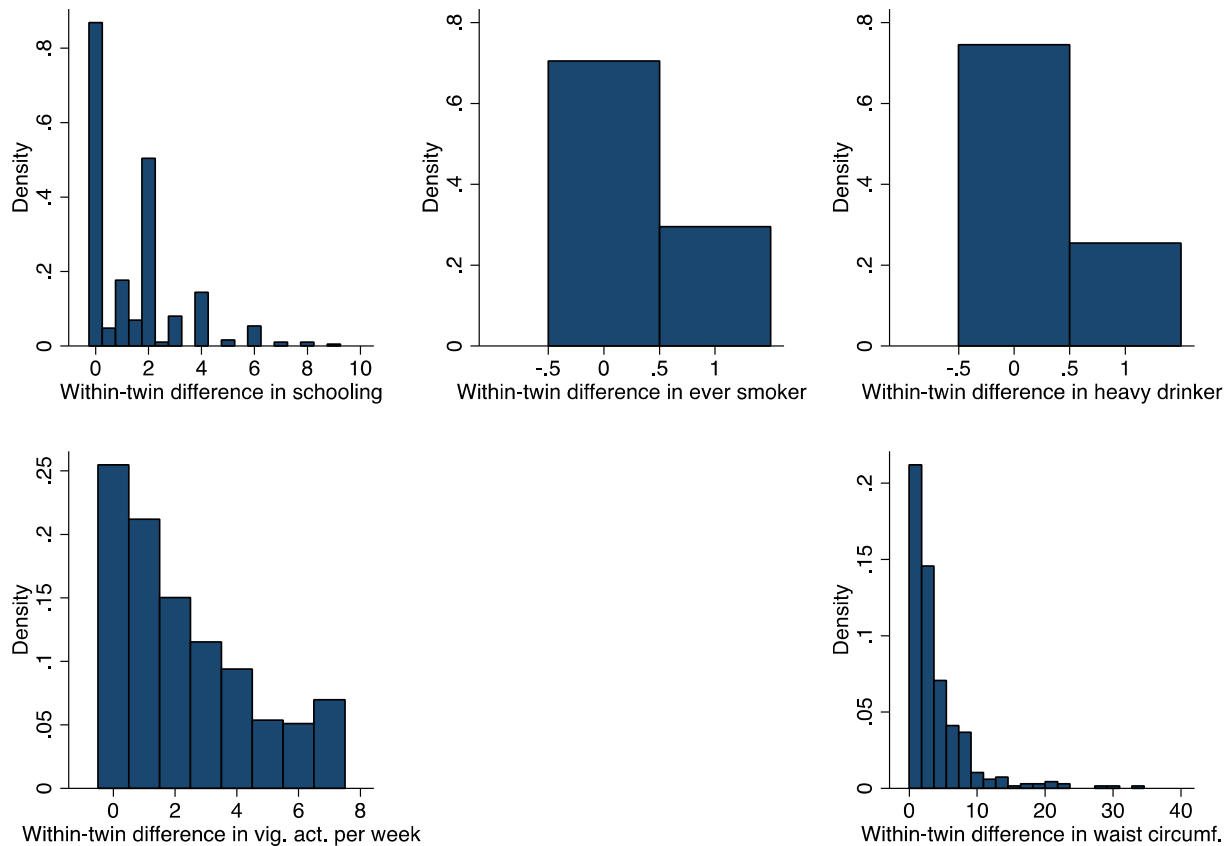 Density
0 .2 .4 .6 .8
0 2 4 6 8 10
Within-twin difference in schooling
Density
0 .2 .4 .6 .8
-.5 0 .5 1
Within-twin difference in ever smoker
Density
0 .2 .4 .6 .8
-.5 0 .5 1
Within-twin difference in heavy drinker
Density
0 .05 .1 .15 .2 .25
0 2 4 6 8
Within-twin difference in vig. act. per week
Density
0 .05 .1 .15 .2
0 10 20 30 40
Within-twin difference in waist circumf.